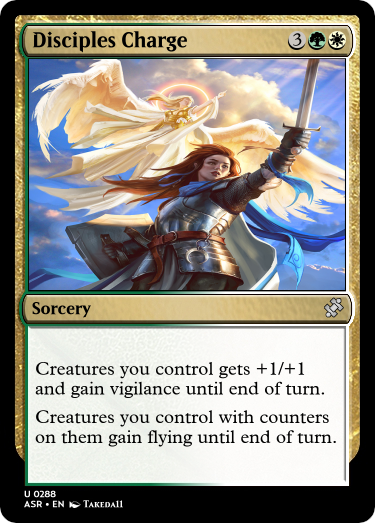 Disciples Charge 3
Sorcery
Creatures you control gets +1/+1
and gain vigilance until end of turn.
Creatures you control with counters
on them gain flying until end of turn.
U 0288
ASR • EN Takeda11